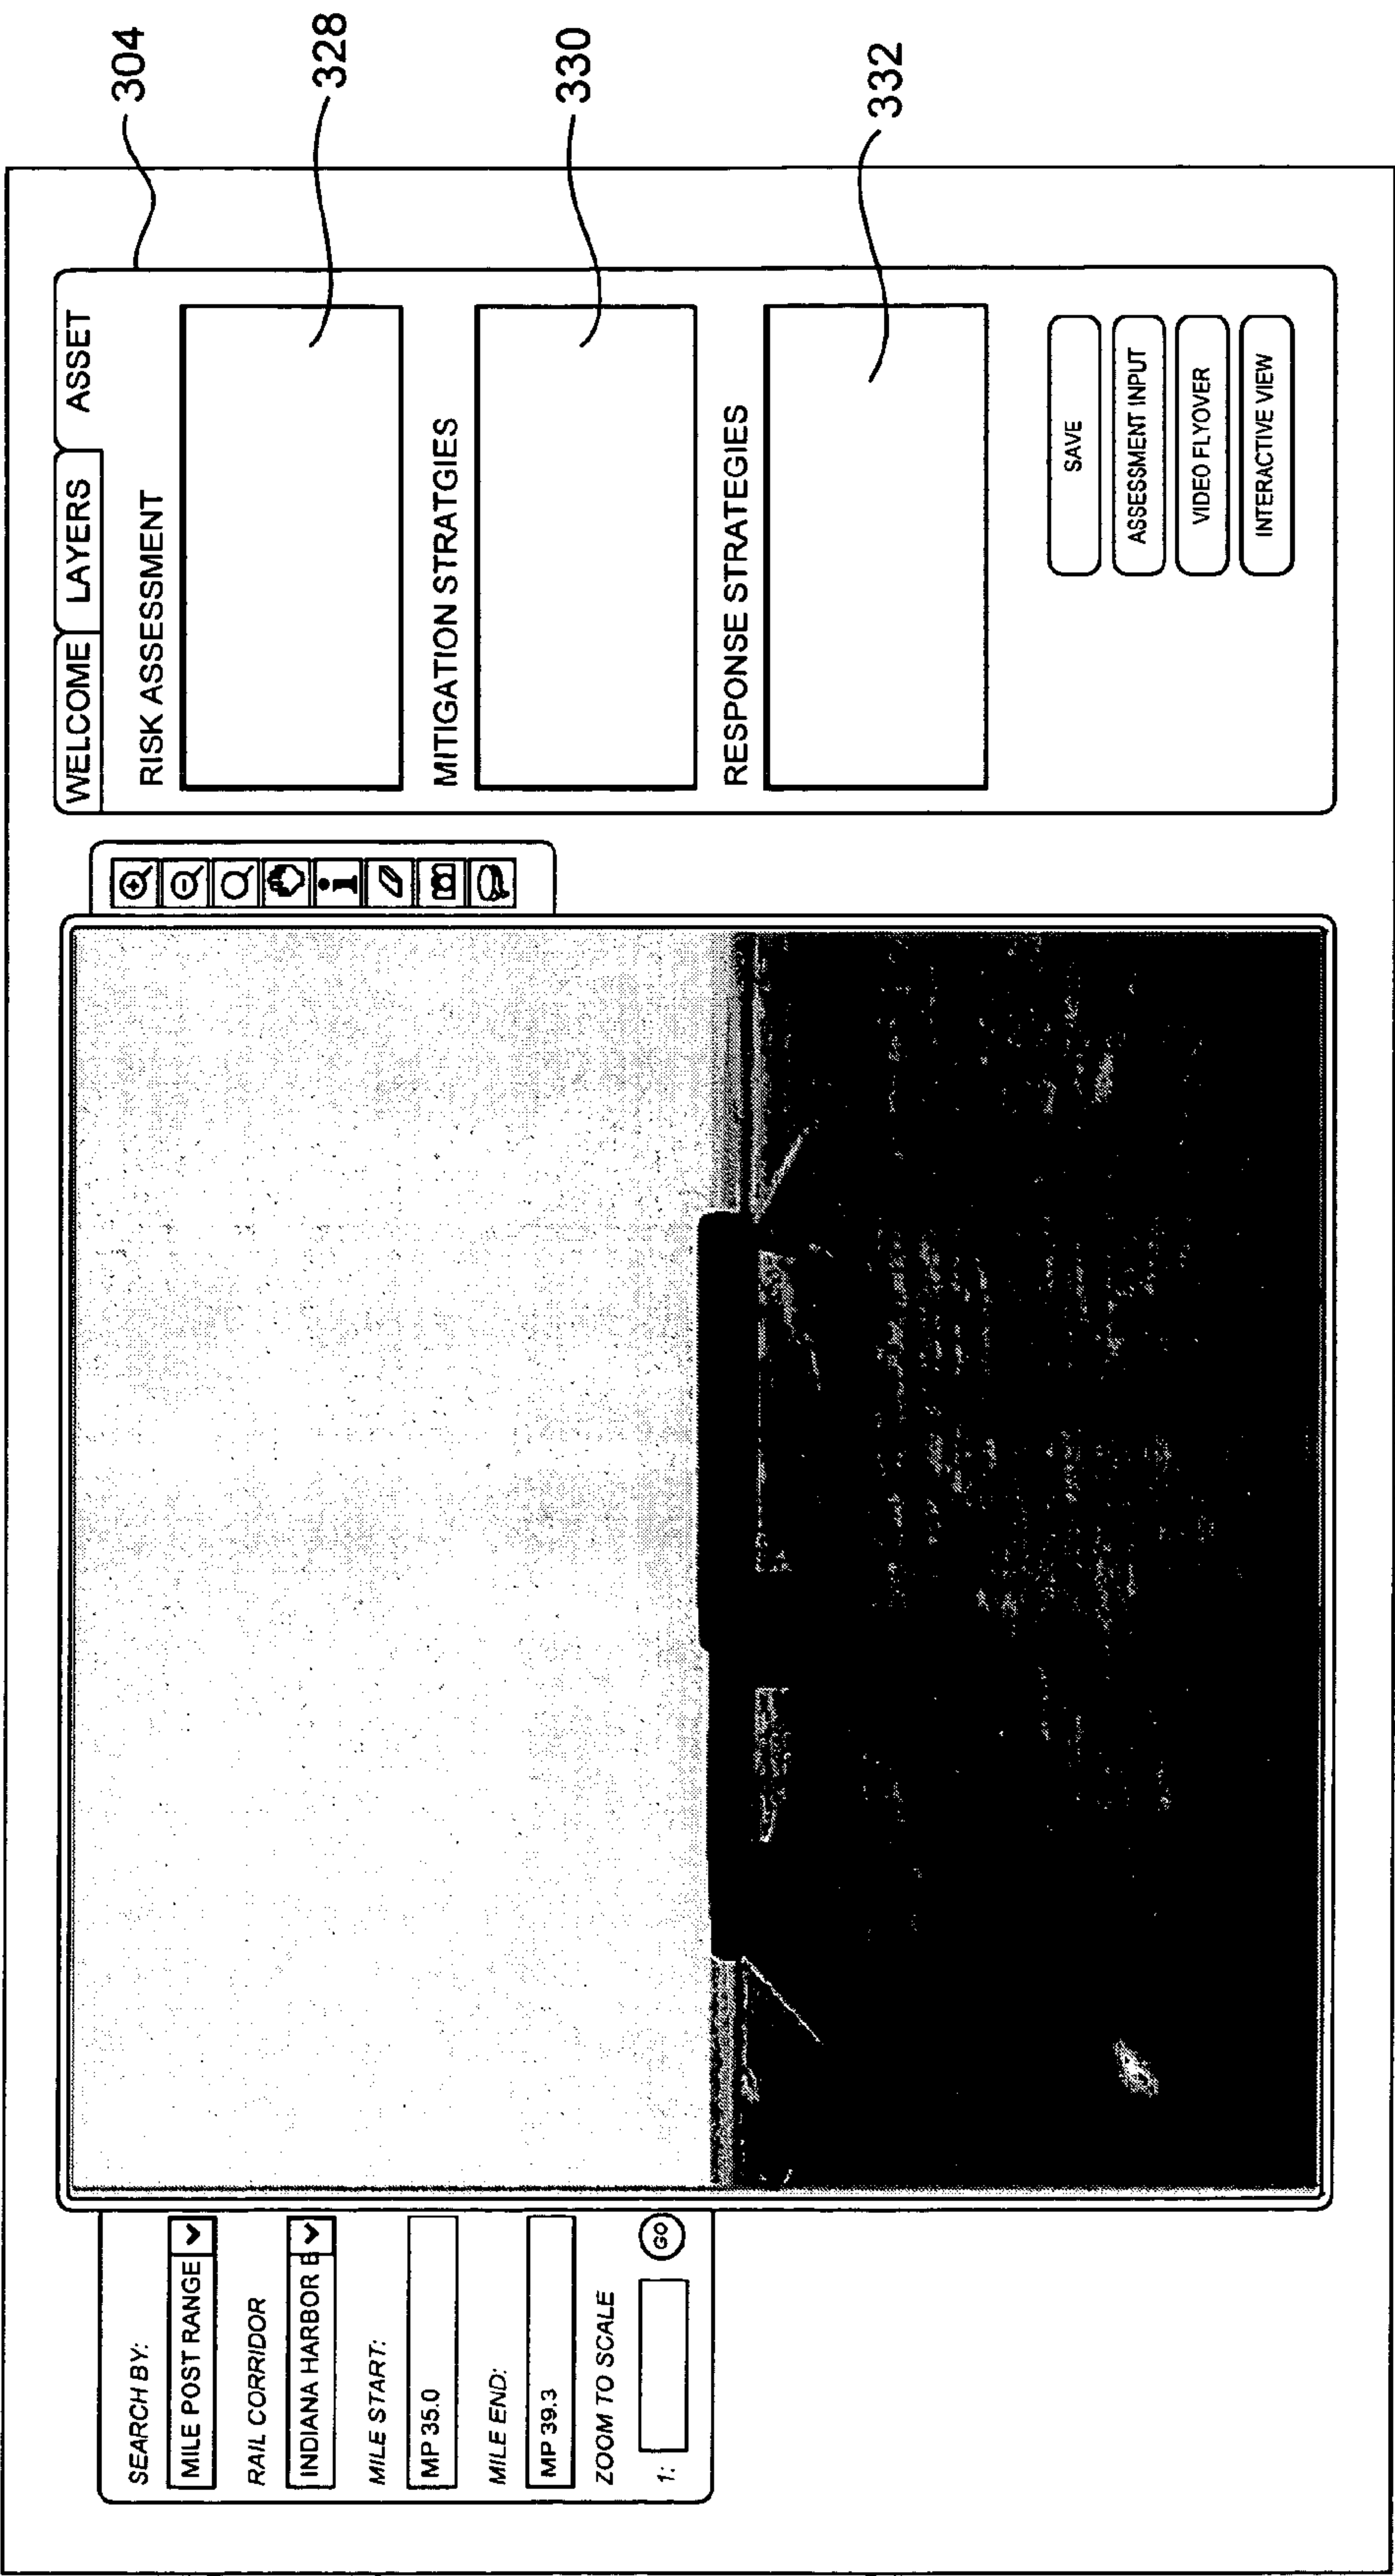 SEARCH BY:
MILE POST RANGE
RAIL CORRIDOR
INDIANA HARBOR B
MILE START:
MP 35.0
MILE END:
MP 39.3
ZOOM TO SCALE
1:
GO
WELCOME LAYERS ASSET
RISK ASSESSMENT
MITIGATION STRATGIES
RESPONSE STRATEGIES
SAVE
ASSESSMENT INPUT
VIDEO FLYOVER
INTERACTIVE VIEW
304
328
330
332